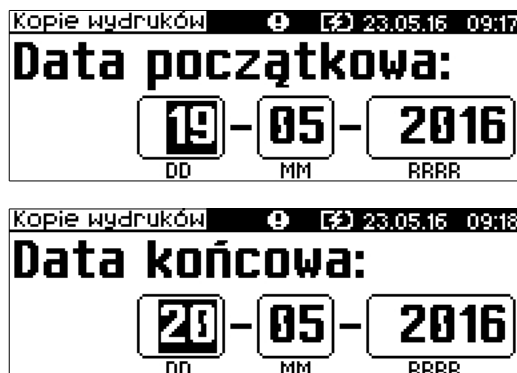 Kopie wydruków 23.05.16 09:17
Data początkowa:
19-05-2016
DD MM RRRR
Kopie wydruków 23.05.16 09:18
Data końcowa:
20-05-2016
DD MM RRRR